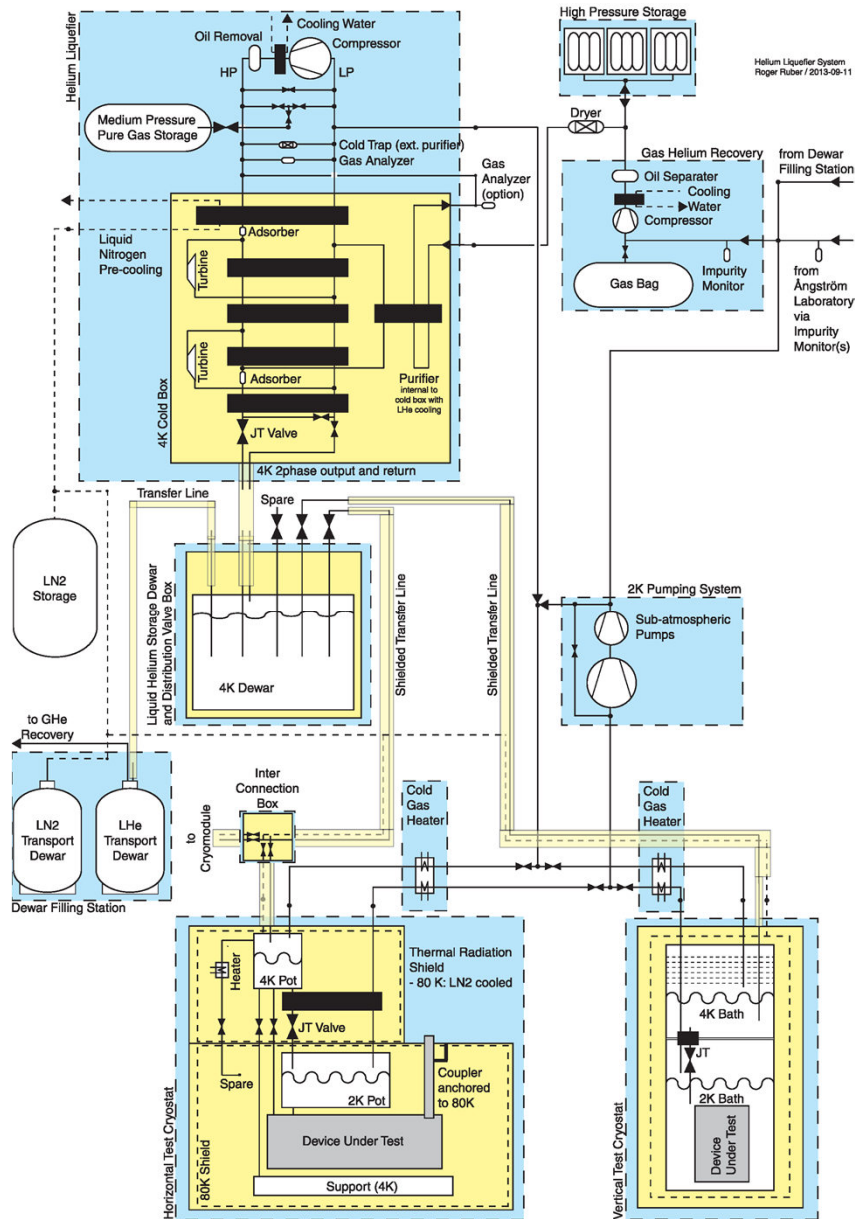 Helium Liquefier
Oil Removal
Cooling Water
Compressor
HP
LP
Medium Pressure
Pure Gas Storage
Cold Trap (ext. purifier)
Gas Analyzer
Gas
Analyzer
(option)
High Pressure Storage
Helium Liquefier System
Roger Ruber / 2013-09-11
Dryer
Gas Helium Recovery
Oil Separater
Cooling
Water
Compressor
Gas Bag
Impurity
Monitor
from Dewar
Filling Station
from
Ångström
Laboratory
via
Impurity
Monitor(s)
Liquid
Nitrogen
Pre-cooling
Adsorber
Turbine
Turbine
Adsorber
Purifier
internal to
cold box with
LHe cooling
JT Valve
4K Cold Box
4K 2phase output and return
Transfer Line
Spare
LN2
Storage
Liquid Helium Storage Dewar
and Distribution Valve Box
4K Dewar
Shielded Transfer Line
Shielded Transfer Line
2K Pumping System
Sub-atmospheric
Pumps
to GHe
Recovery
LN2
Transport
Dewar
LHe
Transport
Dewar
Dewar Filling Station
to
Cryomodule
Inter
Connection
Box
Cold
Gas
Heater
Cold
Gas
Heater
Horizontal Test Cryostat
Heater
4K Pot
Thermal Radiation
Shield
- 80 K: LN2 cooled
JT Valve
Spare
2K Pot
Coupler
anchored
to 80K
80K Shield
Device Under Test
Support (4K)
Vertical Test Cryostat
4K Bath
JT
2K Bath
Device
Under Test